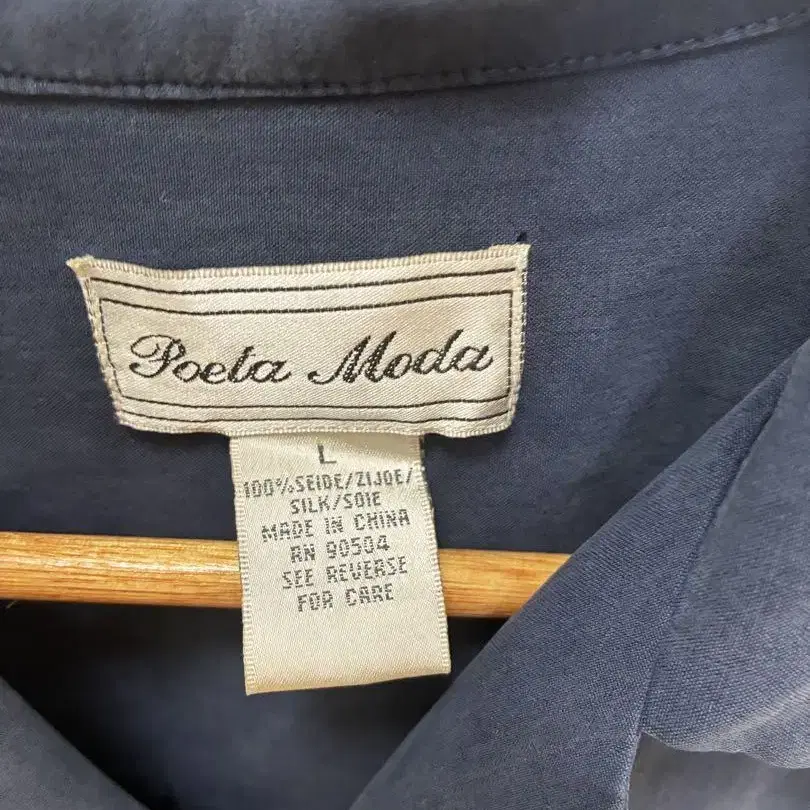 Poeta Moda
L
100%SEIDE/ZIJDE/
SILK/SOIE
MADE IN CHINA
RN 90504
SEE REVERSE
FOR CARE